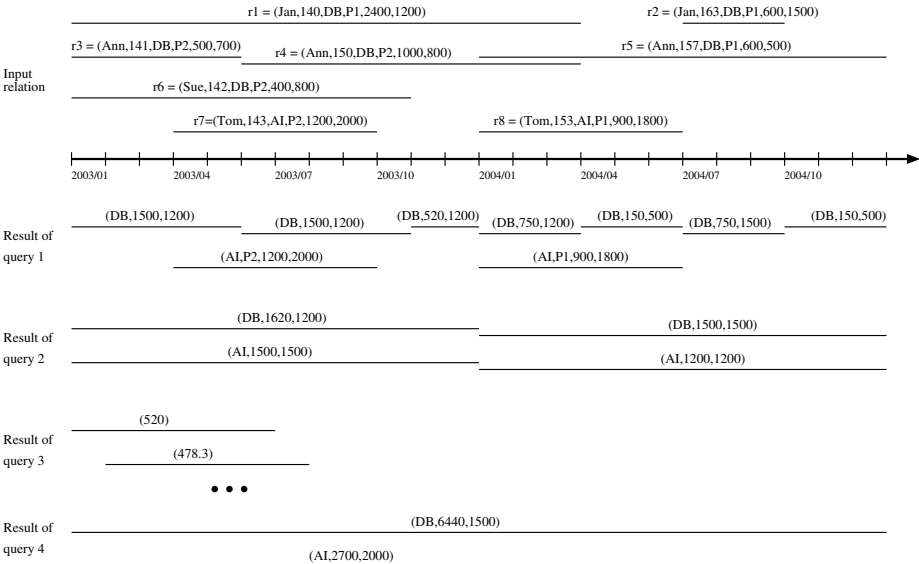 r1 = (Jan,140,DB,P1,2400,1200)
r2 = (Jan,163,DB,P1,600,1500)
r3 = (Ann,141,DB,P2,500,700)
r4 = (Ann,150,DB,P2,1000,800)
r5 = (Ann,157,DB,P1,600,500)
Input
relation
r6 = (Sue,142,DB,P2,400,800)
r7=(Tom,143,AI,P2,1200,2000)
r8 = (Tom,153,AI,P1,900,1800)
2003/01
2003/04
2003/07
2003/10
2004/01
2004/04
2004/07
2004/10
Result of
query 1
(DB,1500,1200)
(DB,1500,1200)
(DB,520,1200)
(DB,750,1200)
(DB,150,500)
(DB,750,1500)
(DB,150,500)
(AI,P2,1200,2000)
(AI,P1,900,1800)
Result of
query 2
(DB,1620,1200)
(DB,1500,1500)
(AI,1500,1500)
(AI,1200,1200)
Result of
query 3
(520)
(478.3)
Result of
query 4
(DB,6440,1500)
(AI,2700,2000)